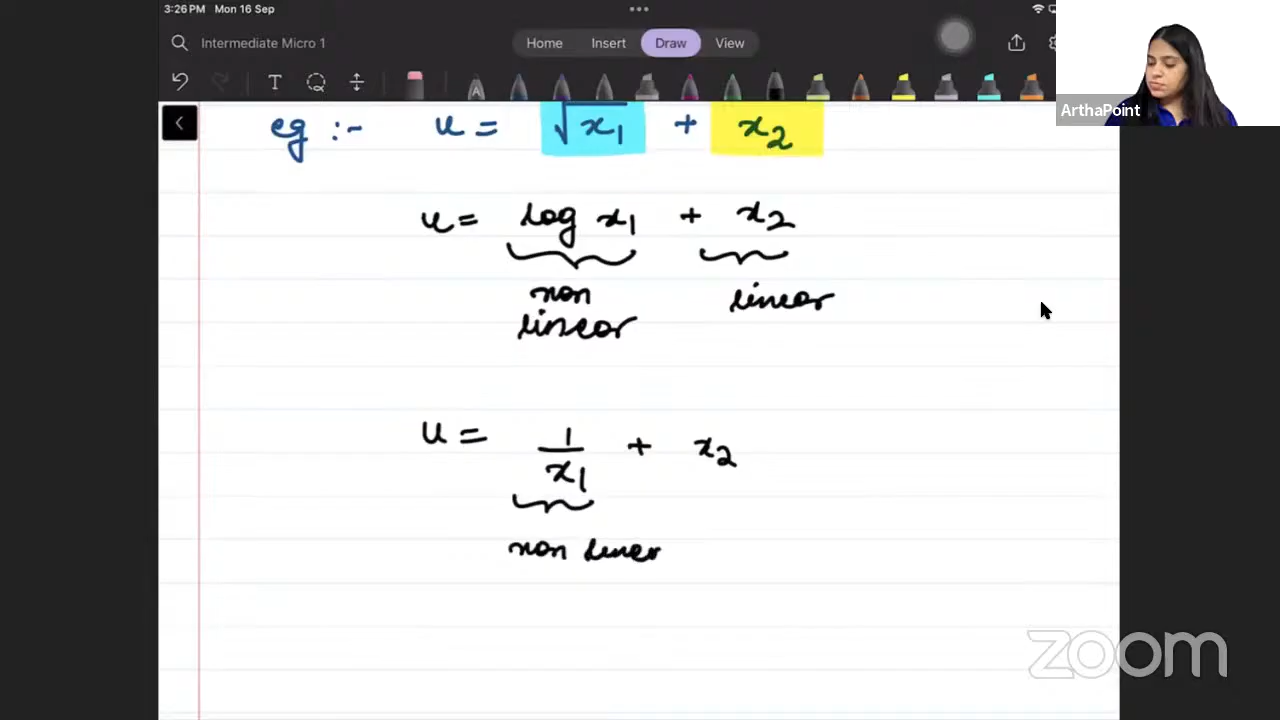 3:26 PM Mon 16 Sep
Intermediate Micro 1
Home Insert Draw View
ArthaPoint
eg :- u = √x₁ + x₂
u = log x₁ + x₂
non linear
linear
u = 1/x₁ + x₂
non linear
zoom